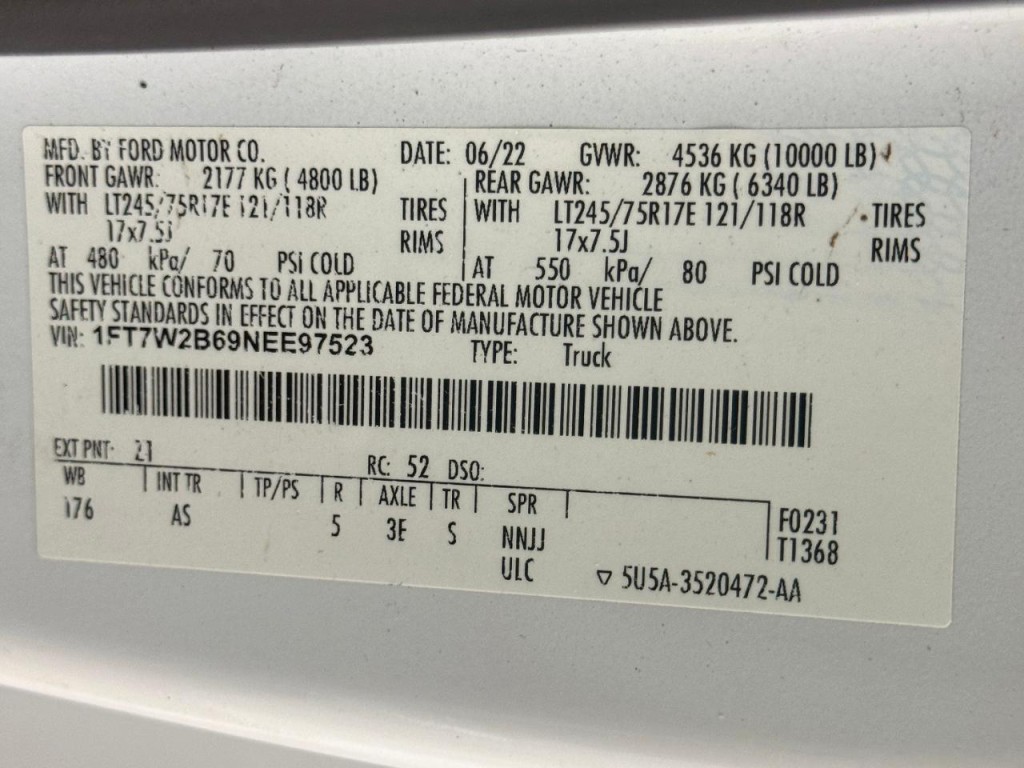 MFD. BY FORD MOTOR CO. DATE: 06/22 GVWR: 4536 KG (10000 LB)
FRONT GAWR: 2177 KG ( 4800 LB) REAR GAWR: 2876 KG ( 6340 LB)
WITH LT245/75R17E 121/118R TIRES WITH LT245/75R17E 121/118R TIRES
17x7.5J RIMS 17x7.5J RIMS
AT 480 kPa/ 70 PSI COLD AT 550 kPa/ 80 PSI COLD
THIS VEHICLE CONFORMS TO ALL APPLICABLE FEDERAL MOTOR VEHICLE
SAFETY STANDARDS IN EFFECT ON THE DATE OF MANUFACTURE SHOWN ABOVE.
VIN: 1FT7W2B69NEE97523 TYPE: Truck
EXT PNT: 21 RC: 52 DSO:
WB INT TR TP/PS R AXLE TR SPR
176 AS 5 3E S NNJJ F0231
ULC T1368
▽ 5U5A-3520472-AA